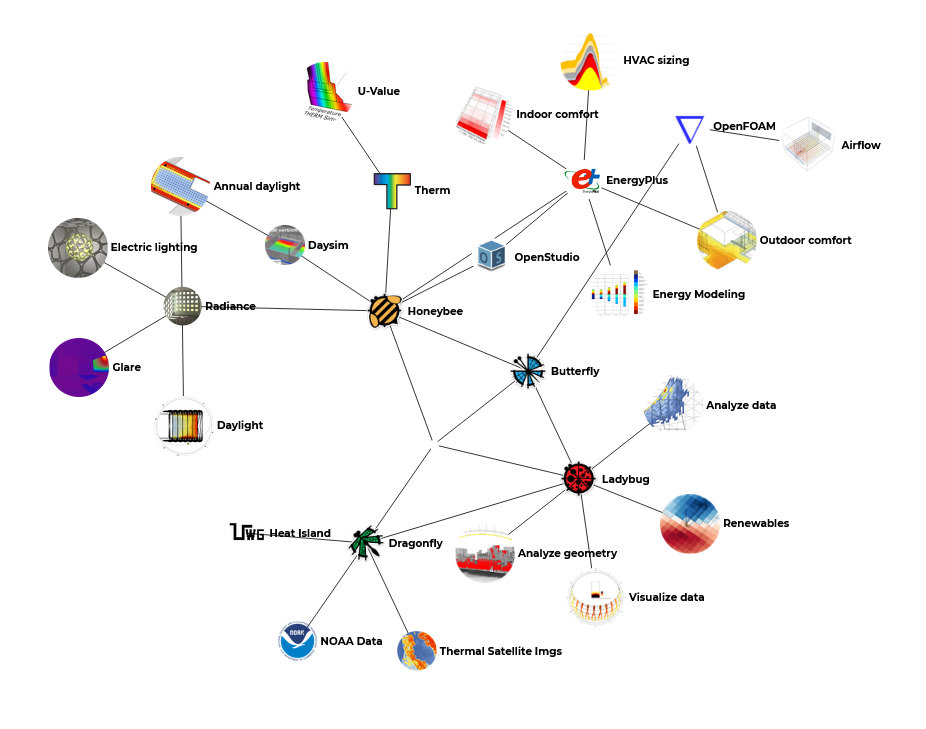 HVAC sizing
U-Value
Temperature
THERM Sim
Indoor comfort
OpenFOAM
Airflow
EnergyPlus
Annual daylight
Therm
Outdoor comfort
Electric lighting
Daysim
OpenStudio
OS
Energy Modeling
Radiance
Honeybee
Glare
Butterfly
Analyze data
Daylight
Ladybug
Renewables
UWG
Heat Island
Dragonfly
Analyze geometry
Visualize data
NOAA
NOAA Data
Thermal Satellite Imgs